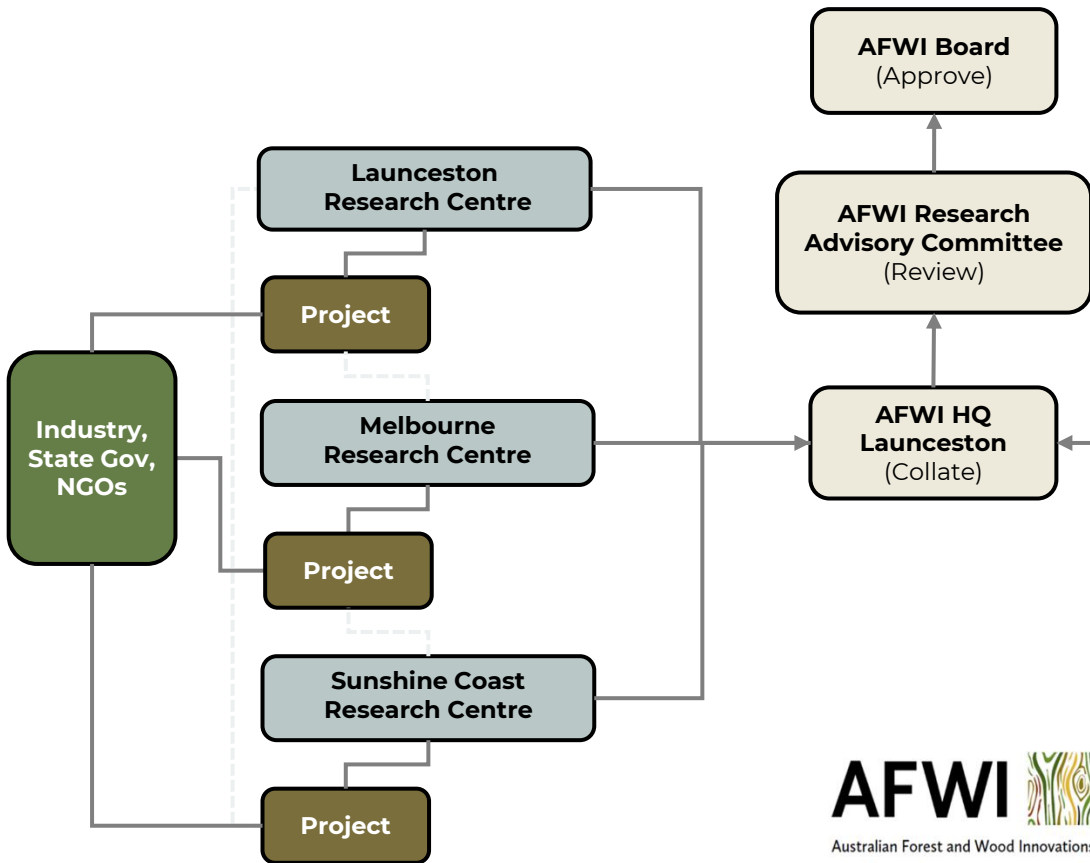 AFWI Board
(Approve)
Launceston
Research Centre
AFWI Research
Advisory Committee
(Review)
Project
Industry,
State Gov,
NGOs
Melbourne
Research Centre
AFWI HQ
Launceston
(Collate)
Project
Sunshine Coast
Research Centre
Project
AFWI
Australian Forest and Wood Innovations